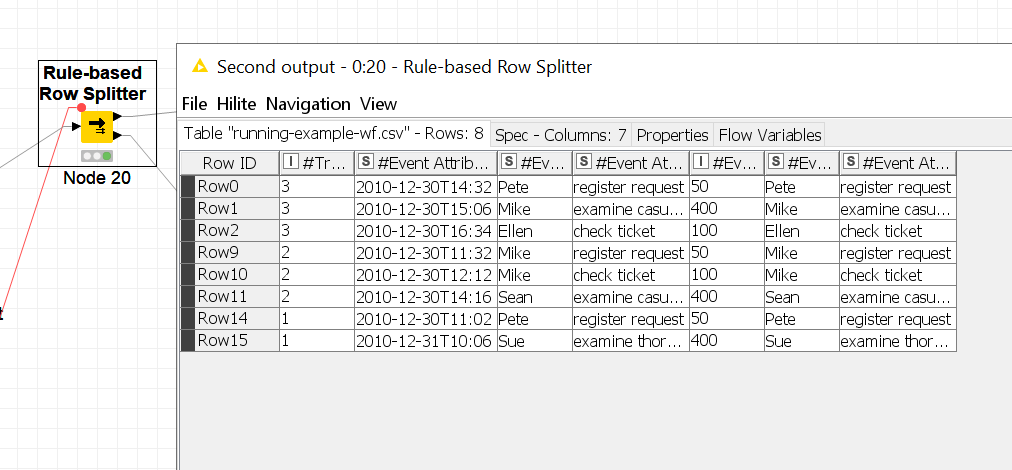 Rule-based
Row Splitter
Node 20
Second output - 0:20 - Rule-based Row Splitter
File Hilite Navigation View
Table "running-example-wf.csv" - Rows: 8 Spec - Columns: 7 Properties Flow Variables
Row ID I #Tr... S #Event Attrib... S #Ev... S #Event At... I #Ev... S #Ev... S #Event At...
Row0 3 2010-12-30T14:32 Pete register request 50 Pete register request
Row1 3 2010-12-30T15:06 Mike examine casu... 400 Mike examine casu...
Row2 3 2010-12-30T16:34 Ellen check ticket 100 Ellen check ticket
Row9 2 2010-12-30T11:32 Mike register request 50 Mike register request
Row10 2 2010-12-30T12:12 Mike check ticket 100 Mike check ticket
Row11 2 2010-12-30T14:16 Sean examine casu... 400 Sean examine casu...
Row14 1 2010-12-30T11:02 Pete register request 50 Pete register request
Row15 1 2010-12-31T10:06 Sue examine thor... 400 Sue examine thor...